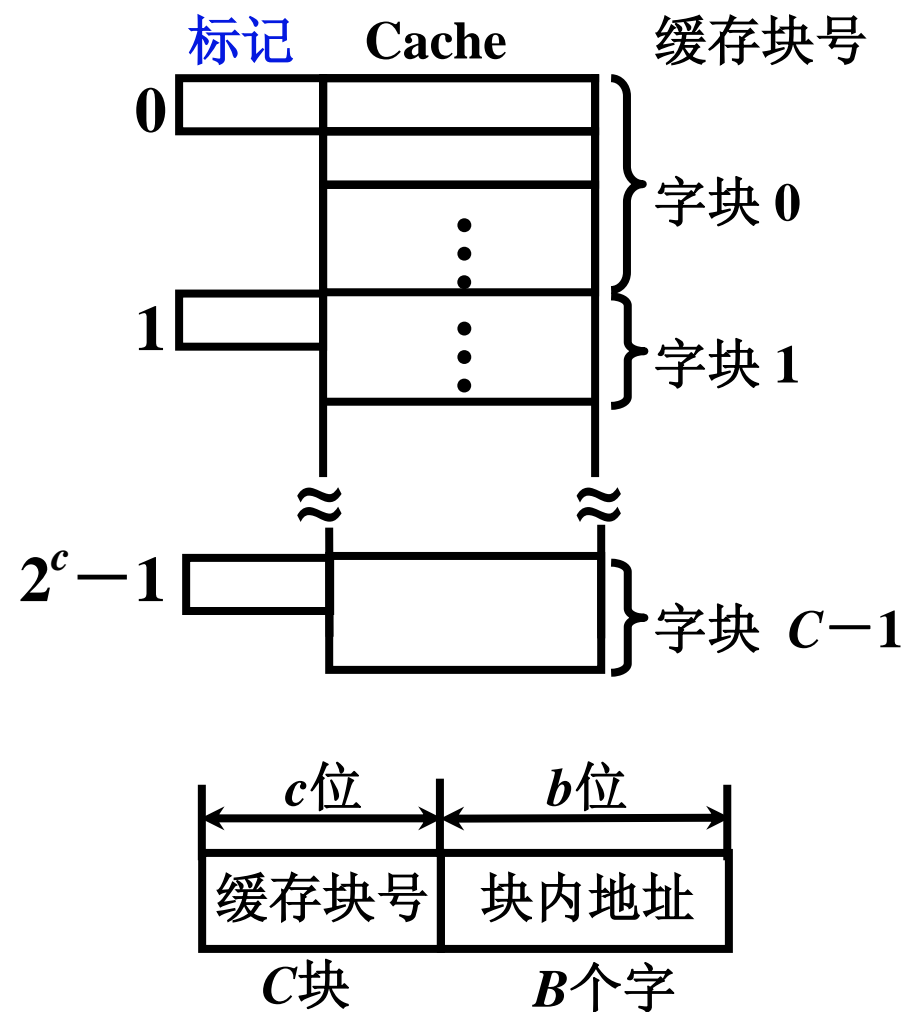 标记 Cache 缓存块号
0
字块 0
1
字块 1
2^c－1
字块 C－1
c位 b位
缓存块号 块内地址
C块 B个字